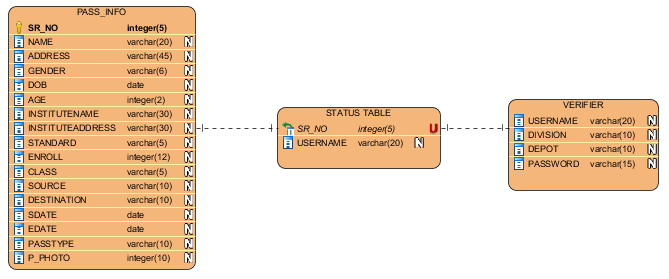 PASS_INFO
SR_NO integer(5)
NAME varchar(20) N
ADDRESS varchar(45) N
GENDER varchar(6) N
DOB date N
AGE integer(2) N
INSTITUTENAME varchar(30) N
INSTITUTEADDRESS varchar(30) N
STANDARD varchar(5) N
ENROLL integer(12) N
CLASS varchar(5) N
SOURCE varchar(10) N
DESTINATION varchar(10) N
SDATE date N
EDATE date N
PASSTYPE varchar(10) N
P_PHOTO integer(10) N
STATUS TABLE
SR_NO integer(5) U
USERNAME varchar(20) N
VERIFIER
USERNAME varchar(20) N
DIVISION varchar(10) N
DEPOT varchar(10) N
PASSWORD varchar(15) N